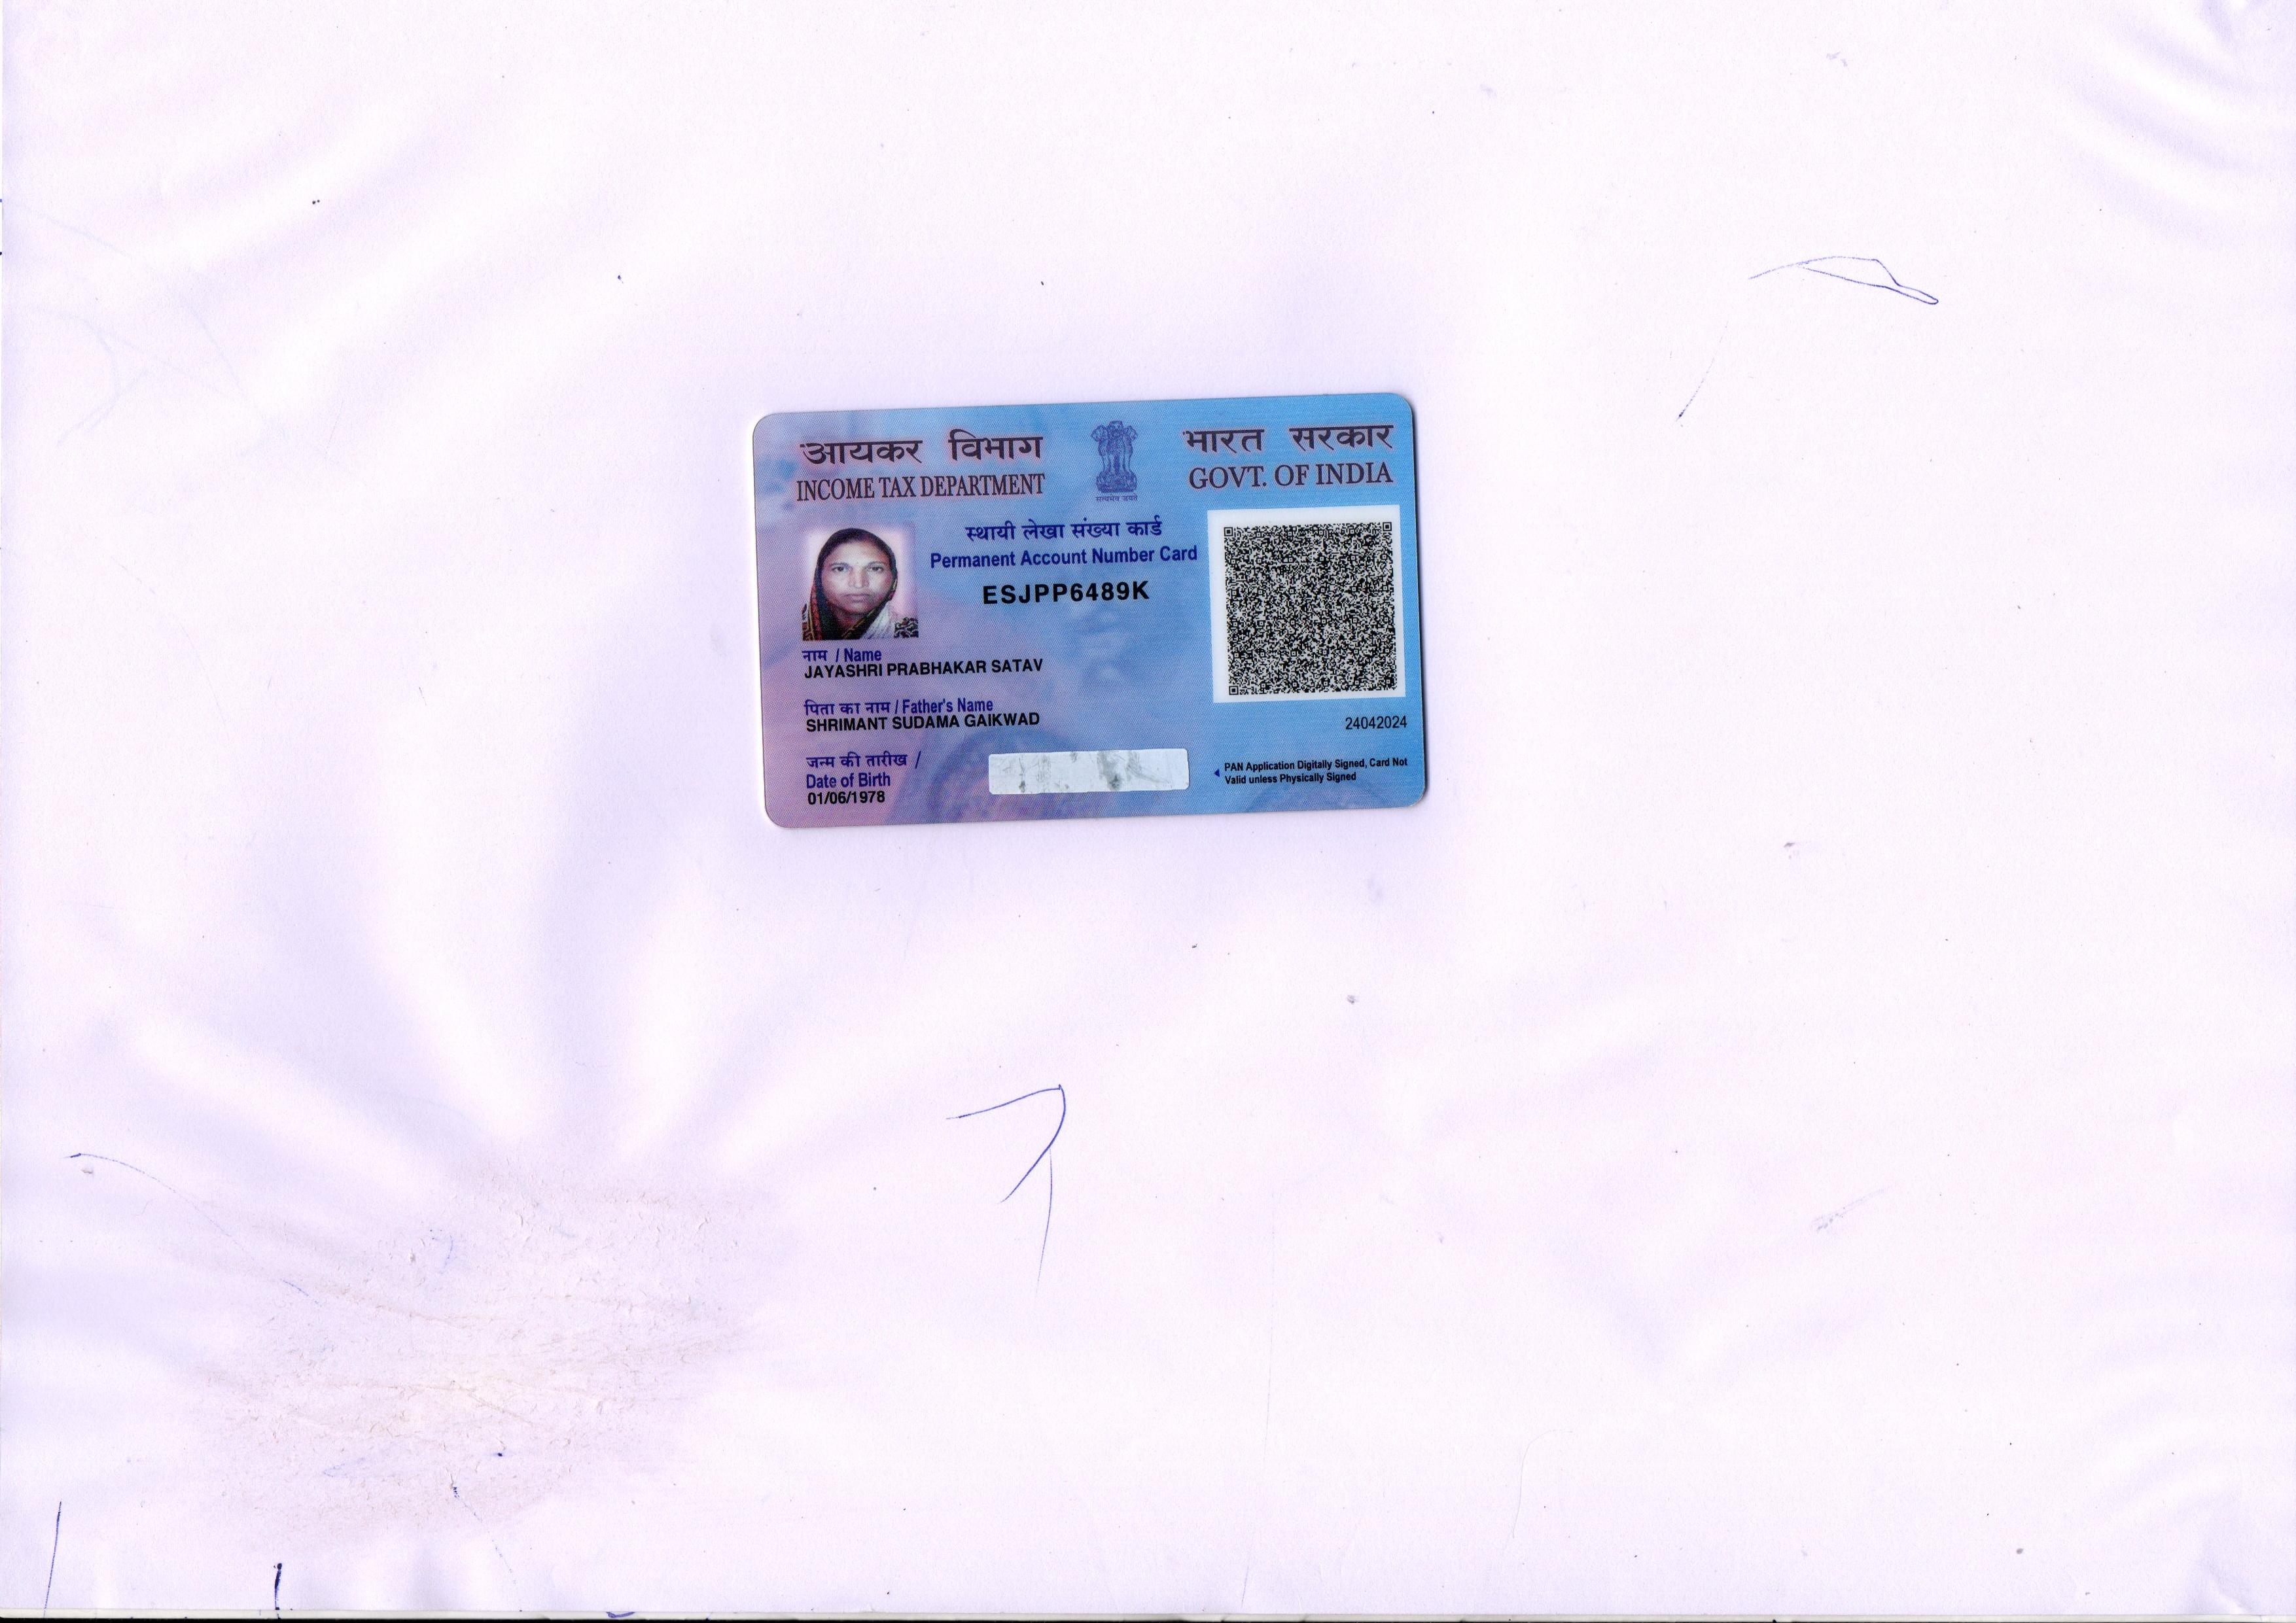 आयकर विभाग
INCOME TAX DEPARTMENT
सत्यमेव जयते
भारत सरकार
GOVT. OF INDIA
स्थायी लेखा संख्या कार्ड
Permanent Account Number Card
ESJPP6489K
नाम / Name
JAYASHRI PRABHAKAR SATAV
पिता का नाम / Father's Name
SHRIMANT SUDAMA GAIKWAD
24042024
जन्म की तारीख /
Date of Birth
01/06/1978
PAN Application Digitally Signed, Card Not
Valid unless Physically Signed